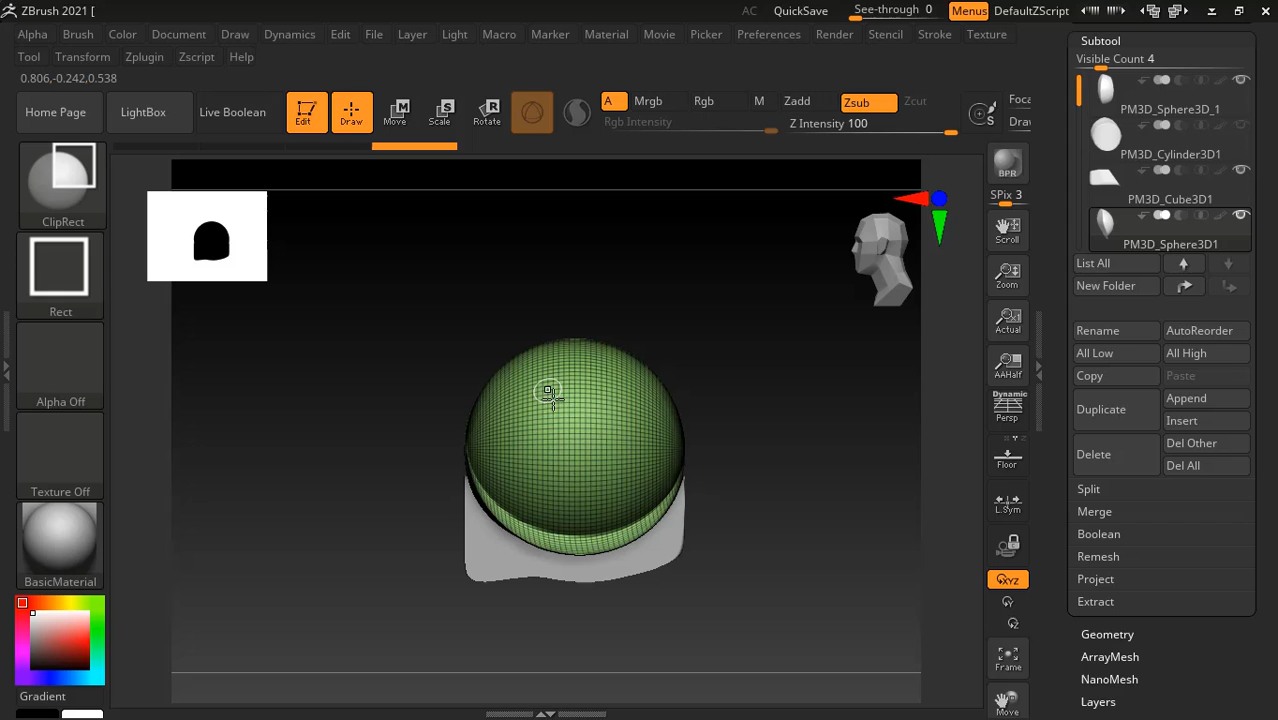 ZBrush 2021 [
AC
QuickSave
See-through 0
Menus
DefaultZScript
Alpha Brush Color Document Draw Dynamics Edit File Layer Light Macro Marker Material Movie Picker Preferences Render Stencil Stroke Texture
Tool Transform Zplugin Zscript Help
0.806,-0.242,0.538
Home Page
LightBox
Live Boolean
Edit
Draw
M
Move
S
Scale
R
Rotate
A
Mrgb
Rgb
M
Zadd
Zsub
Zcut
Rgb Intensity
Z Intensity 100
S
Foca
Draw
ClipRect
Rect
Alpha Off
Texture Off
BasicMaterial
Gradient
BPR
SPix 3
Scroll
Zoom
Actual
AAHalf
Dynamic
Persp
Floor
L.Sym
XYZ
Y
Z
Frame
Move
Subtool
Visible Count 4
PM3D_Sphere3D_1
PM3D_Cylinder3D1
PM3D_Cube3D1
PM3D_Sphere3D1
List All
New Folder
Rename AutoReorder
All Low All High
Copy Paste
Duplicate Append
Insert
Delete Del Other
Del All
Split
Merge
Boolean
Remesh
Project
Extract
Geometry
ArrayMesh
NanoMesh
Layers